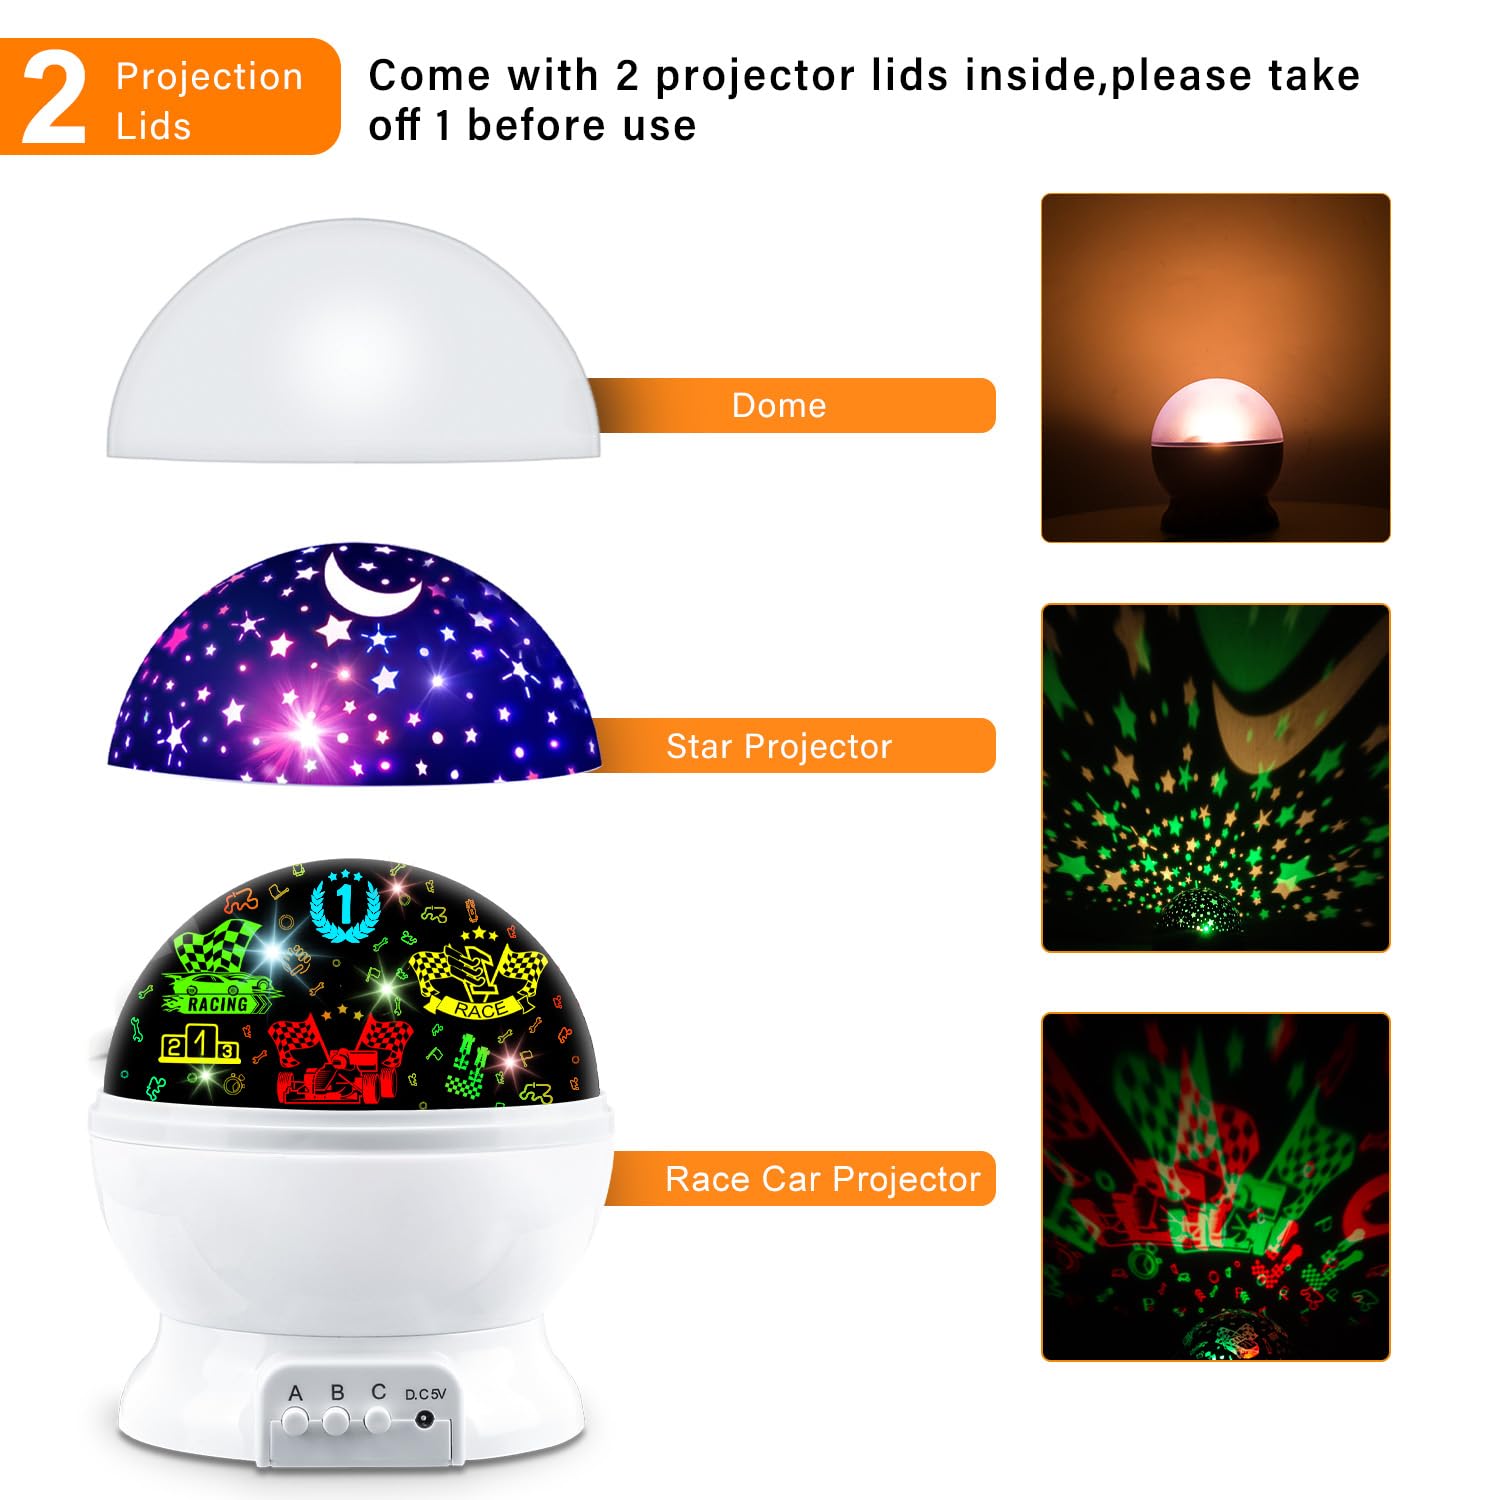 2 Projection
Lids
Come with 2 projector lids inside,please take
off 1 before use
Dome
Star Projector
1
RACING
RACE
2 1 3
Race Car Projector
A B C D.C5V